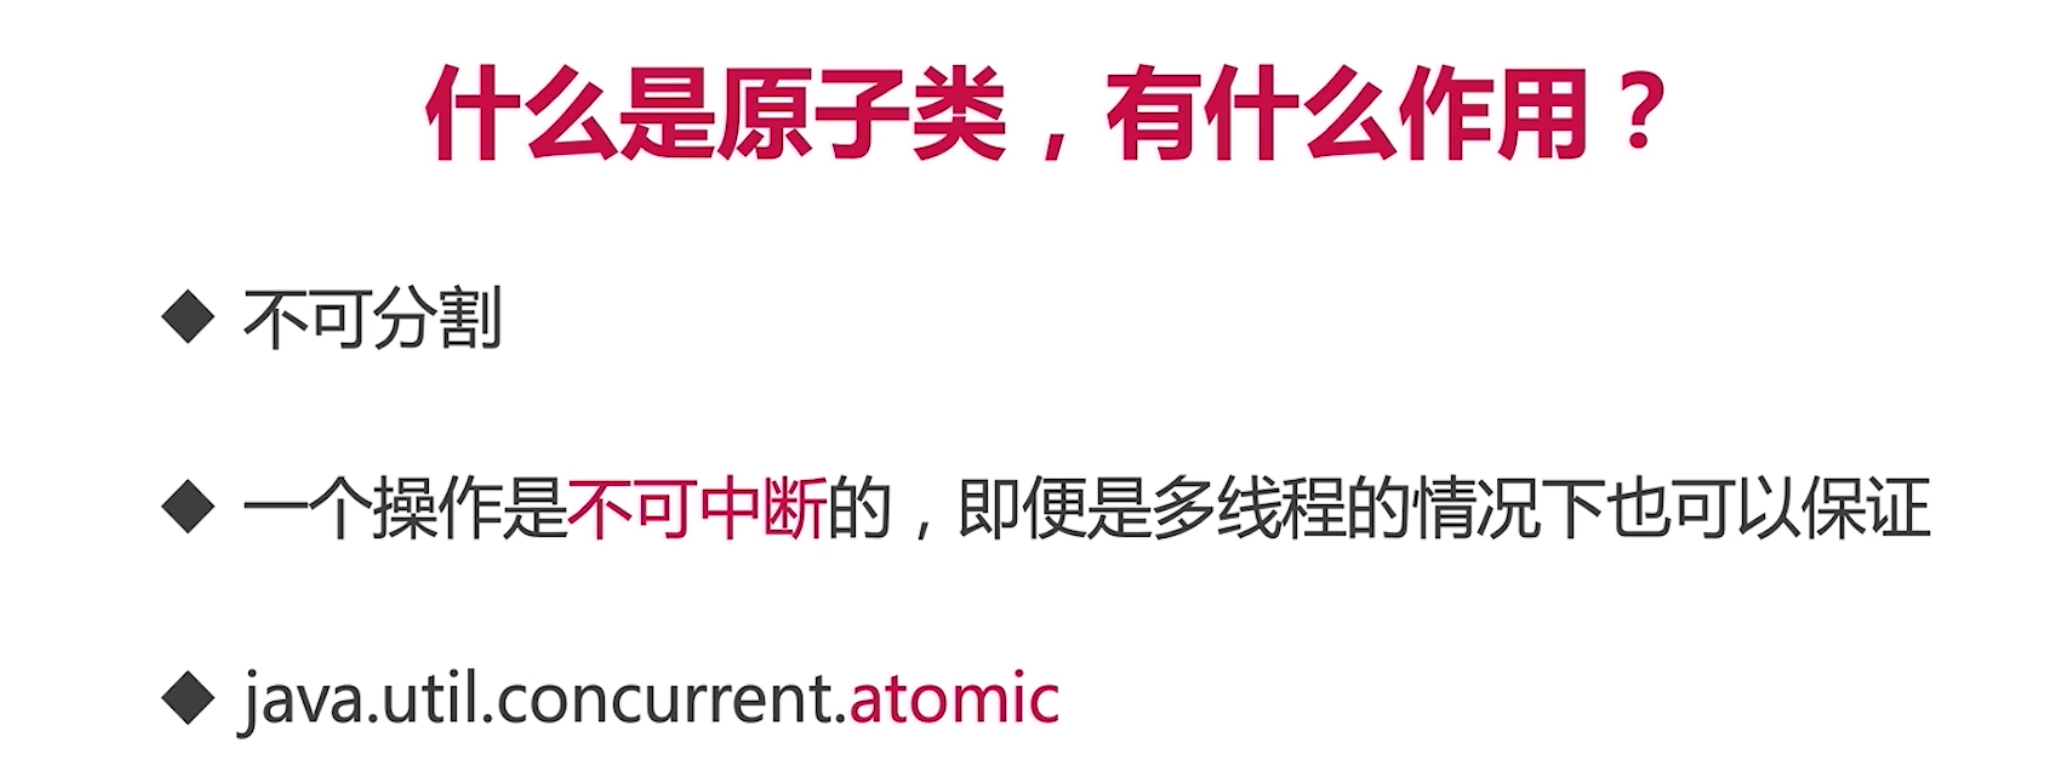 什么是原子类，有什么作用？
◆ 不可分割
◆ 一个操作是不可中断的，即便是多线程的情况下也可以保证
◆ java.util.concurrent.atomic